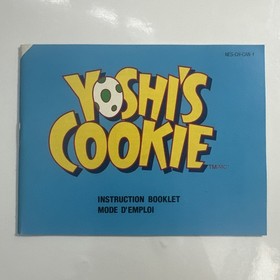 YOSHI'S
COOKIE
INSTRUCTION BOOKLET
MODE D'EMPLOI